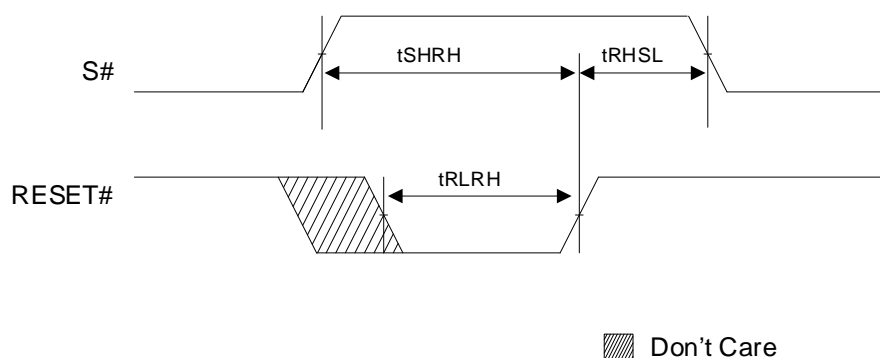 S#
tSHRH
tRHSL
RESET#
tRLRH
Don't Care